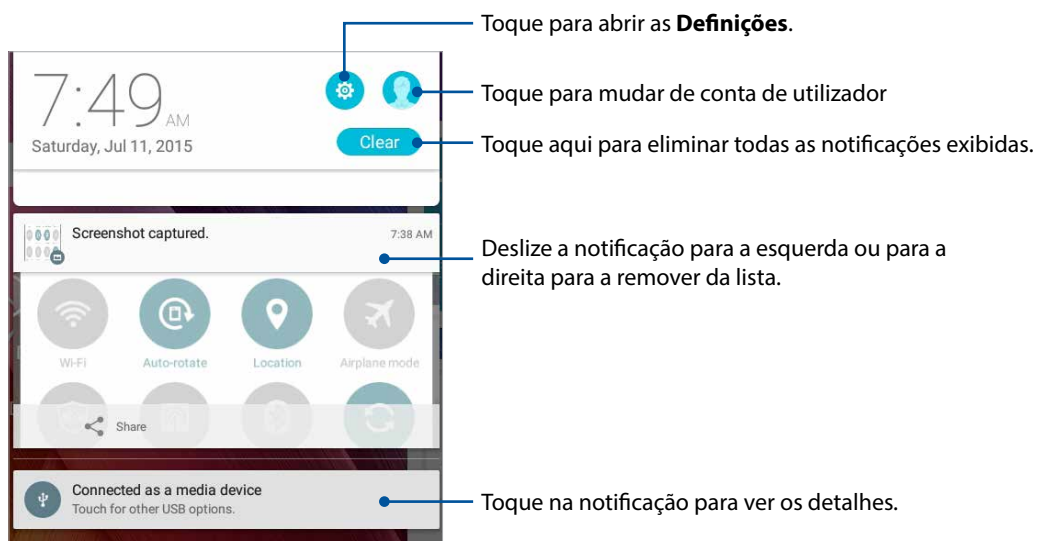 Toque para abrir as Definições.
7:49 AM
Toque para mudar de conta de utilizador
Saturday, Jul 11, 2015
Clear
Toque aqui para eliminar todas as notificações exibidas.
Screenshot captured.
7:38 AM
Deslize a notificação para a esquerda ou para a
direita para a remover da lista.
Wi-Fi
Auto-rotate
Location
Airplane mode
Share
Connected as a media device
Touch for other USB options.
Toque na notificação para ver os detalhes.